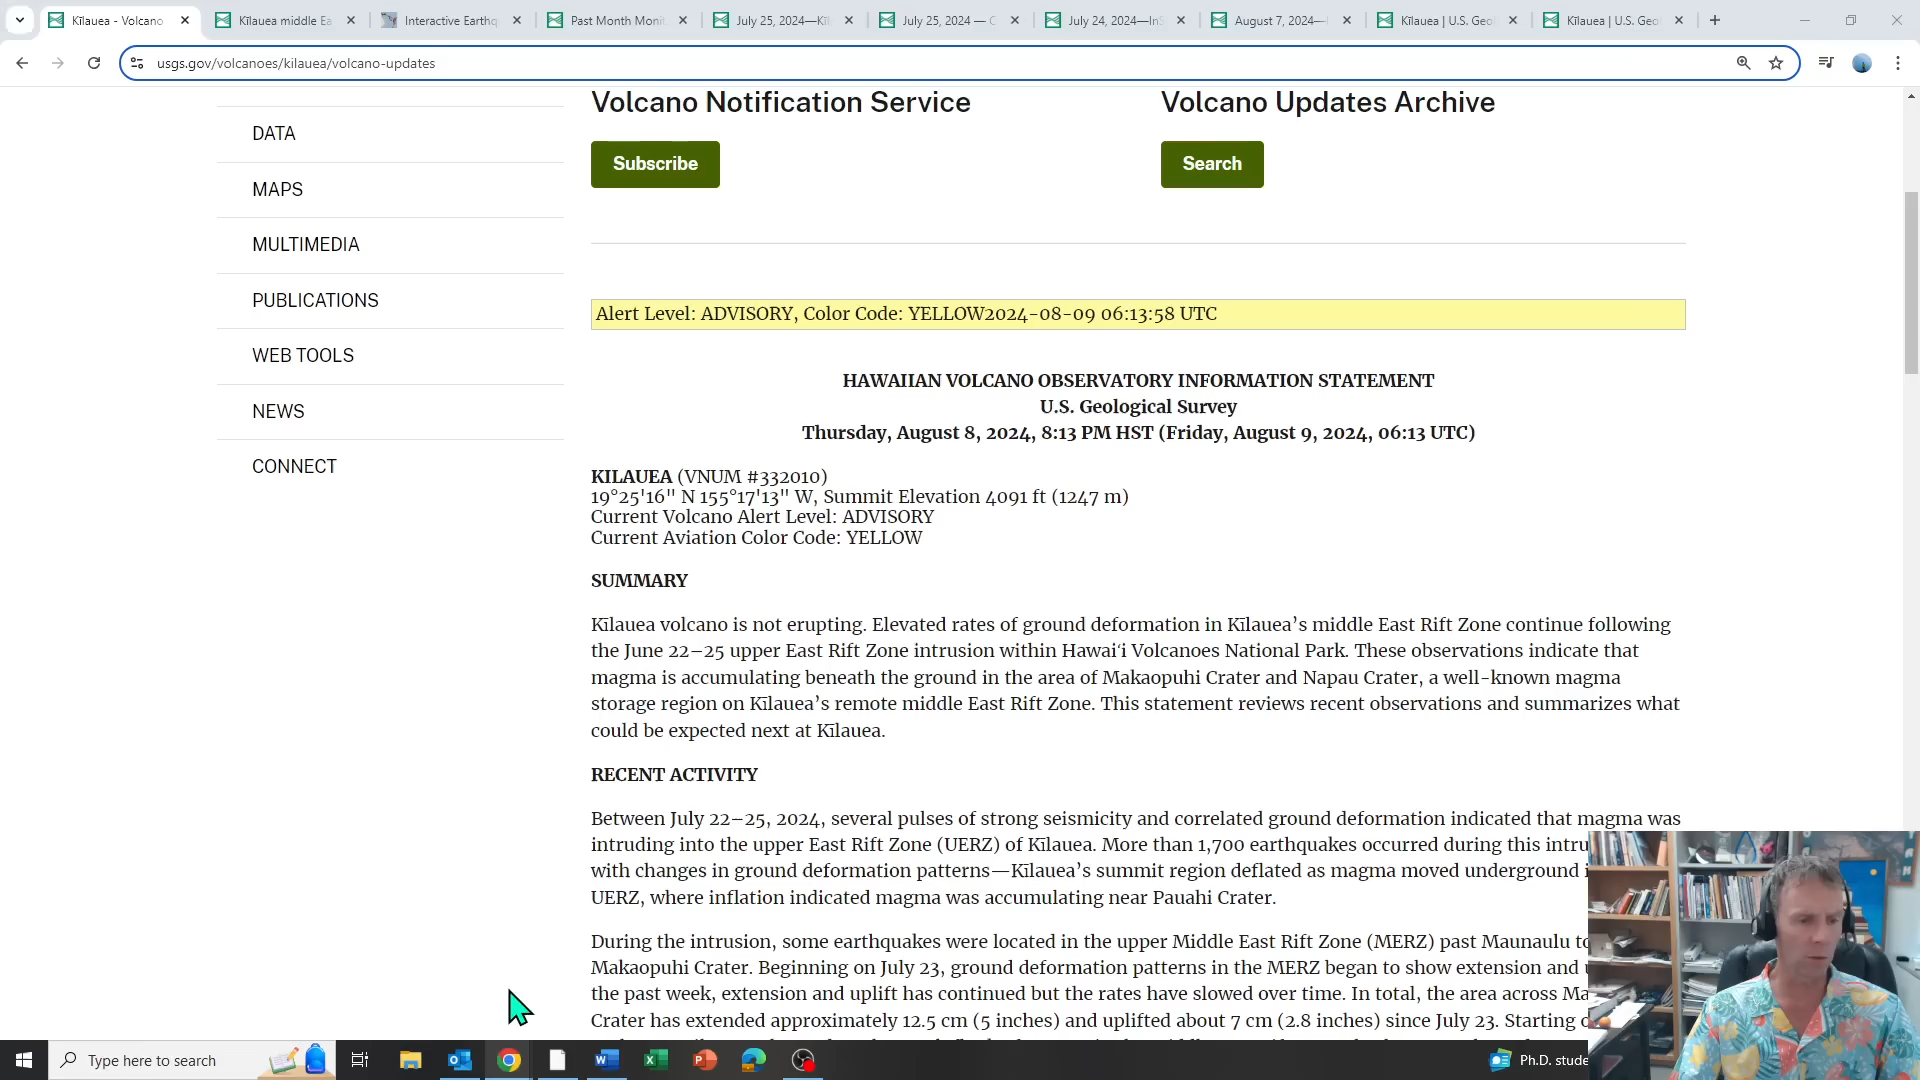 Kīlauea - Volcano
Kīlauea middle Ea
Interactive Earthq
Past Month Moni
July 25, 2024—Kīl
July 25, 2024 — C
July 24, 2024—InS
August 7, 2024—
Kīlauea | U.S. Geo
Kīlauea | U.S. Geo
usgs.gov/volcanoes/kilauea/volcano-updates
DATA
MAPS
MULTIMEDIA
PUBLICATIONS
WEB TOOLS
NEWS
CONNECT
Volcano Notification Service
Subscribe
Volcano Updates Archive
Search
Alert Level: ADVISORY, Color Code: YELLOW2024-08-09 06:13:58 UTC
HAWAIIAN VOLCANO OBSERVATORY INFORMATION STATEMENT
U.S. Geological Survey
Thursday, August 8, 2024, 8:13 PM HST (Friday, August 9, 2024, 06:13 UTC)
KILAUEA (VNUM #332010)
19°25'16" N 155°17'13" W, Summit Elevation 4091 ft (1247 m)
Current Volcano Alert Level: ADVISORY
Current Aviation Color Code: YELLOW
SUMMARY
Kīlauea volcano is not erupting. Elevated rates of ground deformation in Kīlauea’s middle East Rift Zone continue following
the June 22–25 upper East Rift Zone intrusion within Hawaiʻi Volcanoes National Park. These observations indicate that
magma is accumulating beneath the ground in the area of Makaopuhi Crater and Napau Crater, a well-known magma
storage region on Kīlauea’s remote middle East Rift Zone. This statement reviews recent observations and summarizes what
could be expected next at Kīlauea.
RECENT ACTIVITY
Between July 22–25, 2024, several pulses of strong seismicity and correlated ground deformation indicated that magma was
intruding into the upper East Rift Zone (UERZ) of Kīlauea. More than 1,700 earthquakes occurred during this intru
with changes in ground deformation patterns—Kīlauea’s summit region deflated as magma moved underground i
UERZ, where inflation indicated magma was accumulating near Pauahi Crater.
During the intrusion, some earthquakes were located in the upper Middle East Rift Zone (MERZ) past Maunaulu to
Makaopuhi Crater. Beginning on July 23, ground deformation patterns in the MERZ began to show extension and
the past week, extension and uplift has continued but the rates have slowed over time. In total, the area across Ma
Crater has extended approximately 12.5 cm (5 inches) and uplifted about 7 cm (2.8 inches) since July 23. Starting
Type here to search
Ph.D. stude